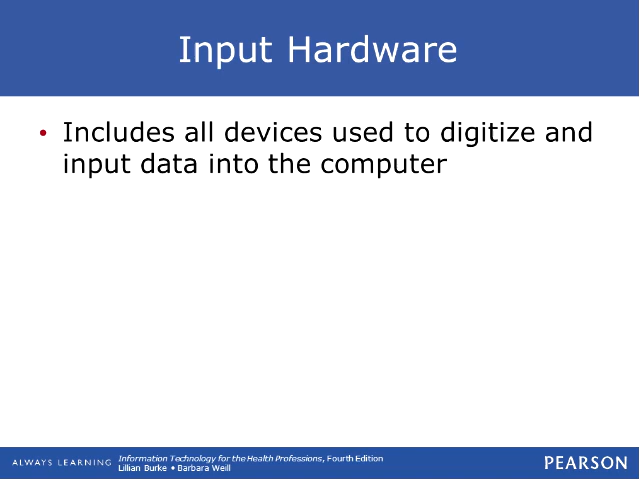 Input Hardware
• Includes all devices used to digitize and
input data into the computer
ALWAYS LEARNING
Information Technology for the Health Professions, Fourth Edition
Lillian Burke • Barbara Weill
PEARSON